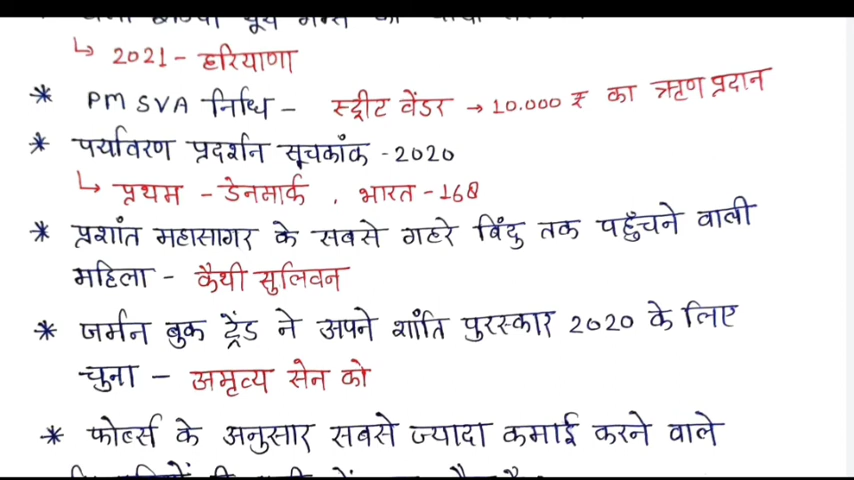 ↳ 2021 - हरियाणा
* PM SVA निधि - स्ट्रीट वेंडर → 10.000 ₹ का ऋण प्रदान
* पर्यावरण प्रदर्शन सूचकांक - 2020
↳ प्रथम - डेनमार्क , भारत - 168
* प्रशांत महासागर के सबसे गहरे बिंदु तक पहुँचने वाली
महिला - कैथी सुलिवन
* जर्मन बुक ट्रेंड ने अपने शांति पुरस्कार 2020 के लिए
चुना - अमृत्य सेन को
* फोर्ब्स के अनुसार सबसे ज्यादा कमाई करने वाले